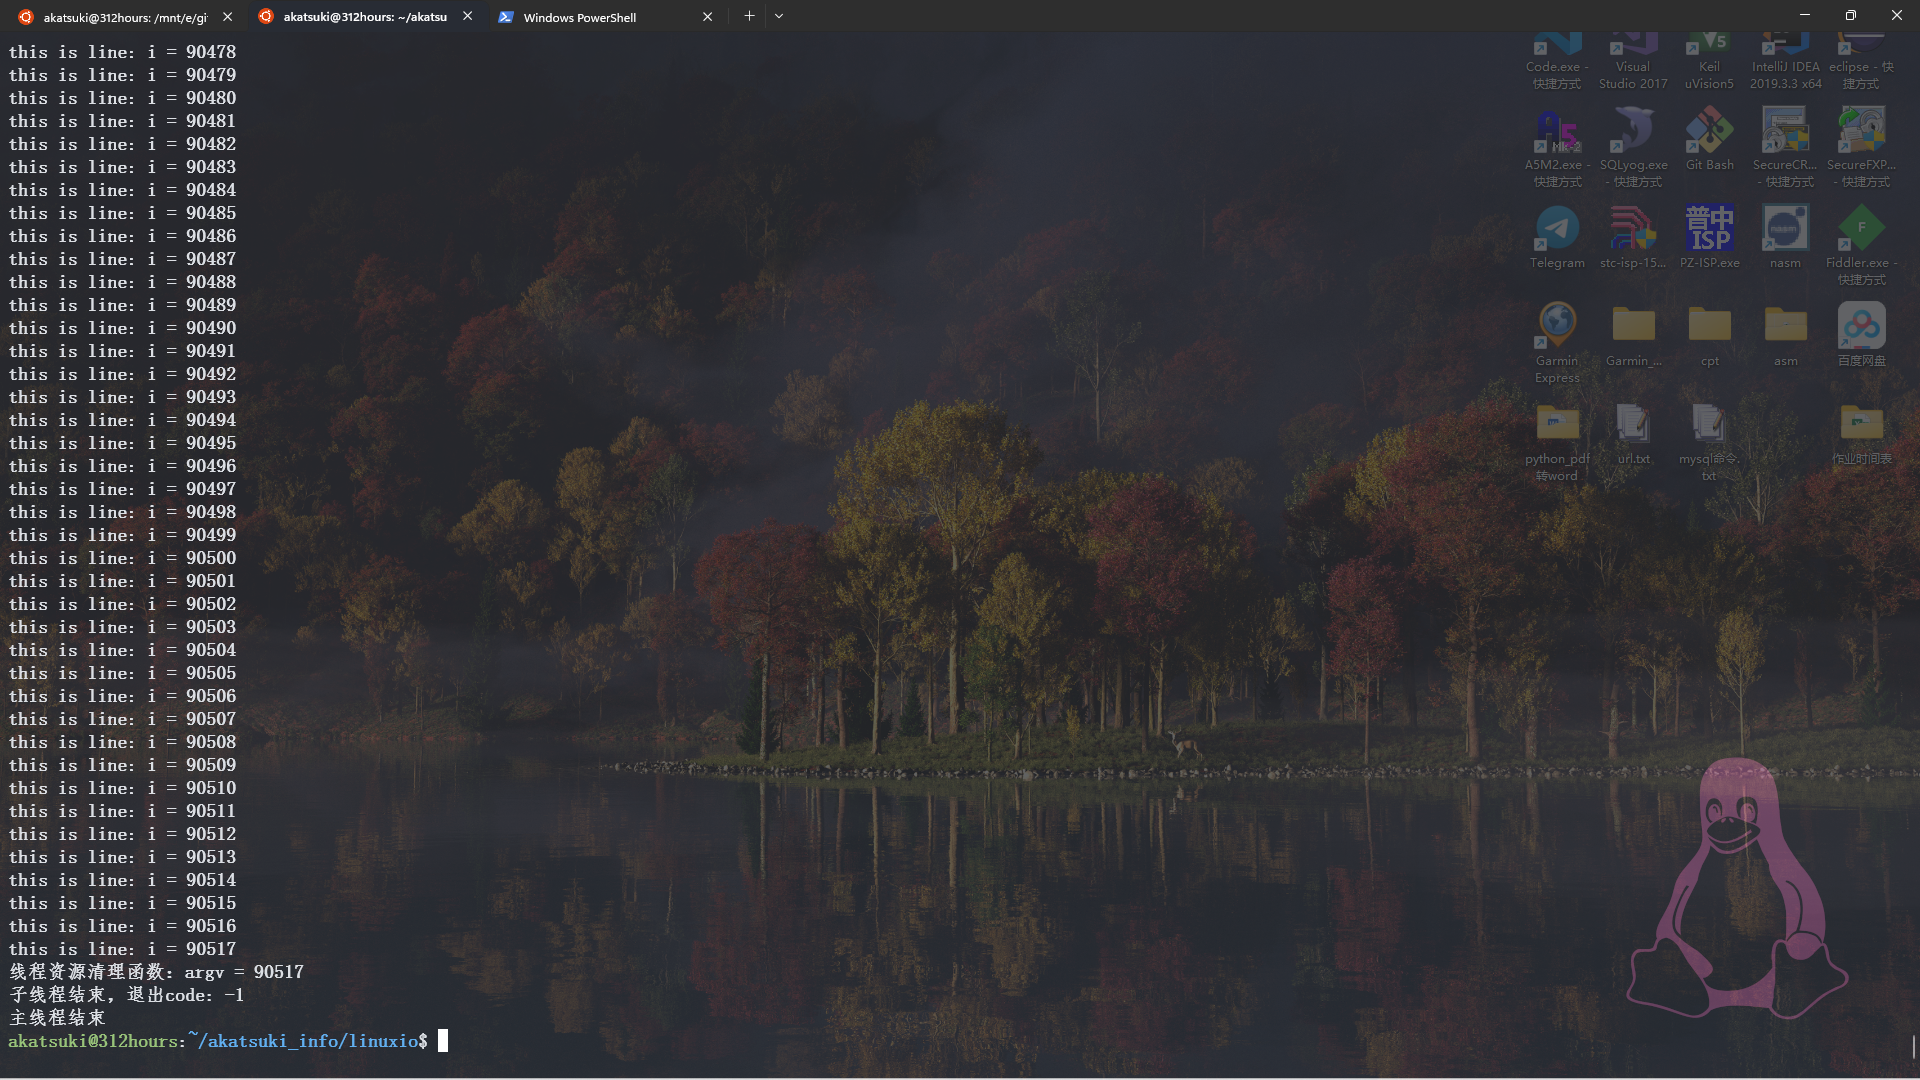 akatsuki@312hours: /mnt/e/gi
akatsuki@312hours: ~/akatsu
Windows PowerShell
this is line: i = 90478
this is line: i = 90479
this is line: i = 90480
this is line: i = 90481
this is line: i = 90482
this is line: i = 90483
this is line: i = 90484
this is line: i = 90485
this is line: i = 90486
this is line: i = 90487
this is line: i = 90488
this is line: i = 90489
this is line: i = 90490
this is line: i = 90491
this is line: i = 90492
this is line: i = 90493
this is line: i = 90494
this is line: i = 90495
this is line: i = 90496
this is line: i = 90497
this is line: i = 90498
this is line: i = 90499
this is line: i = 90500
this is line: i = 90501
this is line: i = 90502
this is line: i = 90503
this is line: i = 90504
this is line: i = 90505
this is line: i = 90506
this is line: i = 90507
this is line: i = 90508
this is line: i = 90509
this is line: i = 90510
this is line: i = 90511
this is line: i = 90512
this is line: i = 90513
this is line: i = 90514
this is line: i = 90515
this is line: i = 90516
this is line: i = 90517
线程资源清理函数: argv = 90517
子线程结束, 退出code: -1
主线程结束
akatsuki@312hours:~/akatsuki_info/linuxio$
Code.exe -
快捷方式
Visual
Studio 2017
V5
Keil
uVision5
IntelliJ IDEA
2019.3.3 x64
eclipse - 快
捷方式
A5M2.exe -
快捷方式
SQLyog.exe
- 快捷方式
Git Bash
SecureCR...
- 快捷方式
SecureFXP...
- 快捷方式
Telegram
stc-isp-15...
普中
ISP
PZ-ISP.exe
nasm
nasm
F
Fiddler.exe -
快捷方式
Garmin
Express
Garmin_...
cpt
asm
百度网盘
python_pdf
转word
url.txt
mysql命令.
txt
作业时间表